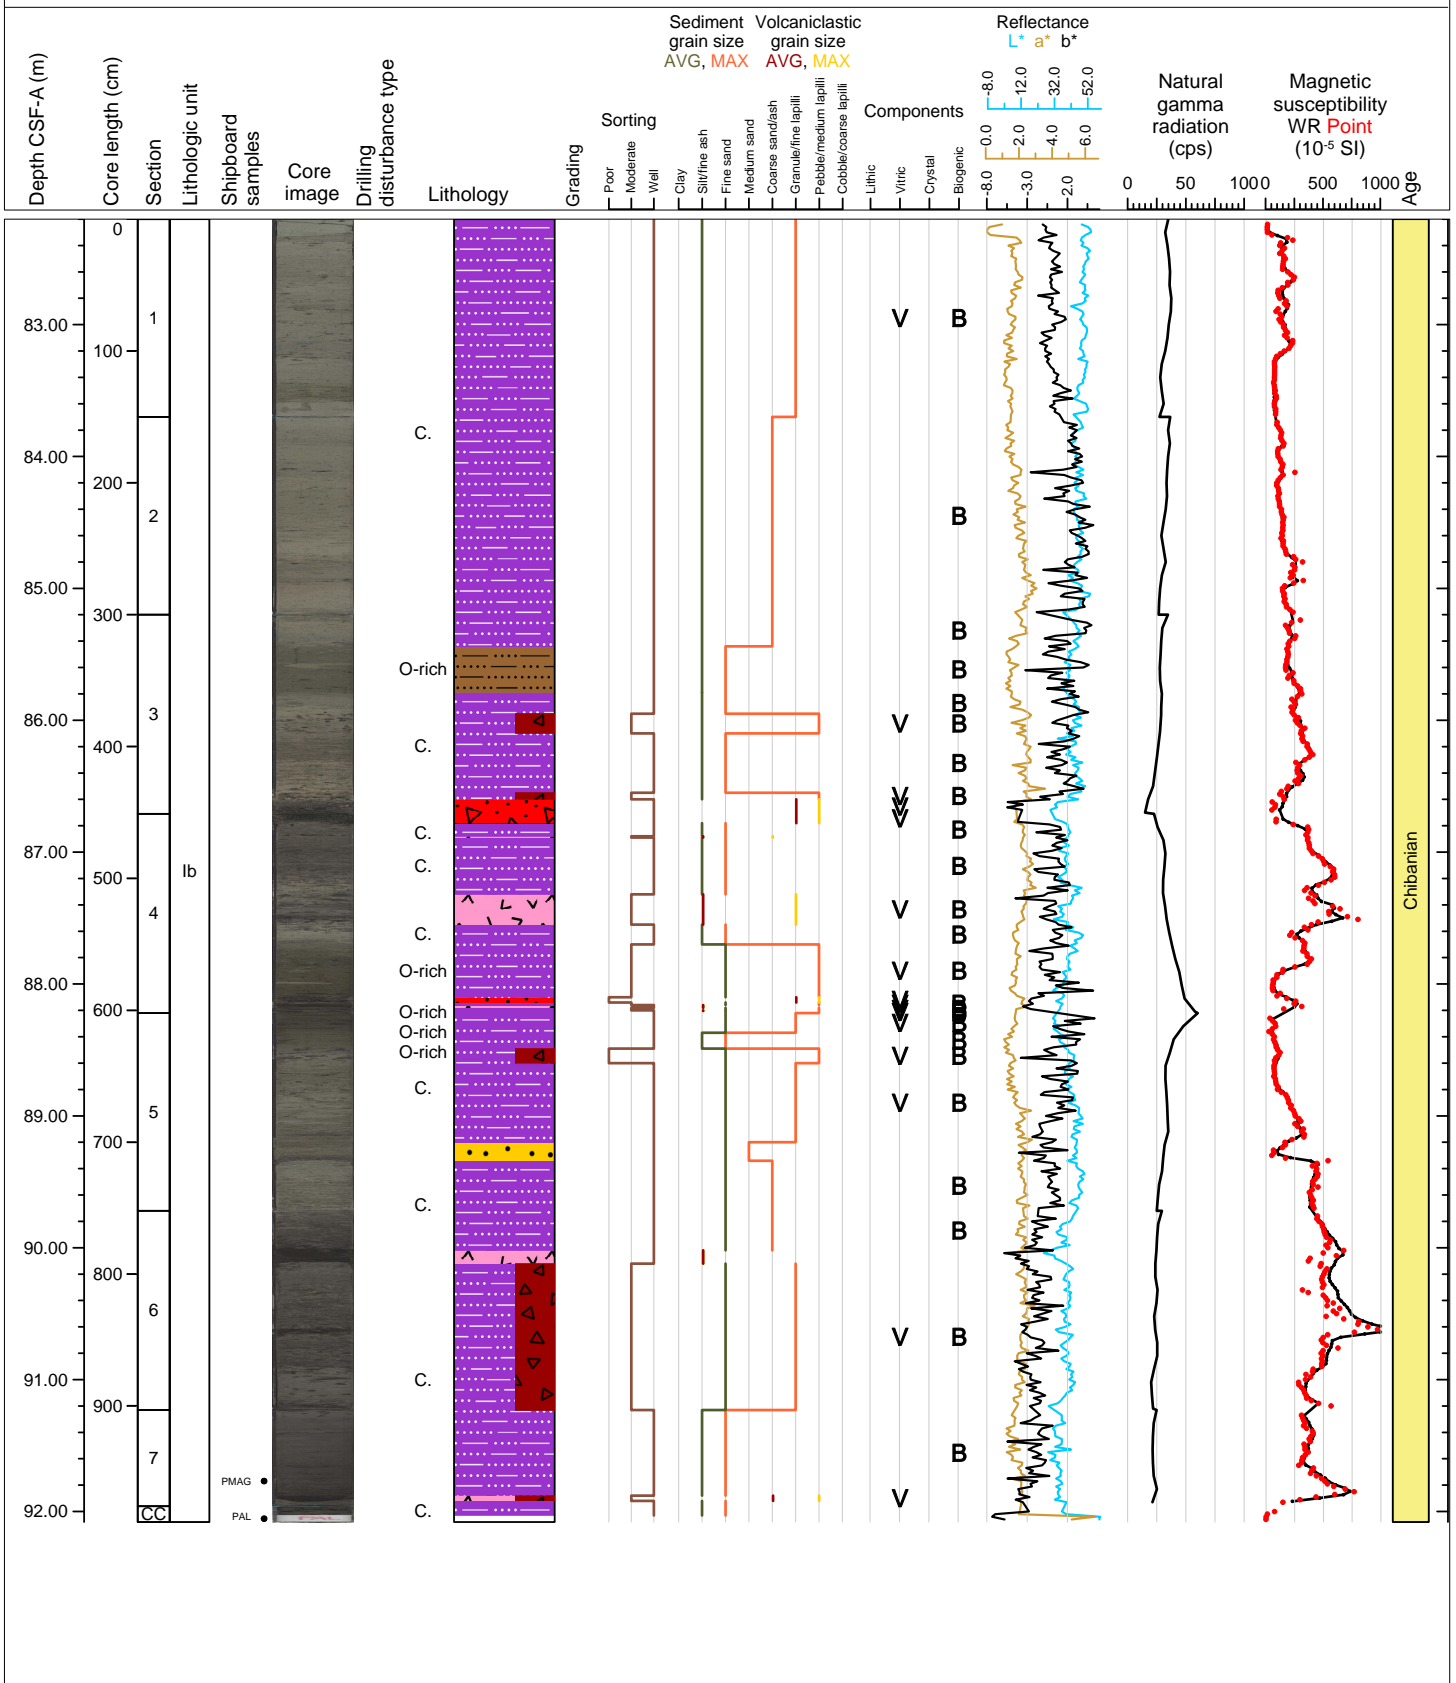 Sediment grain size AVG, MAX
Volcaniclastic grain size AVG, MAX
Reflectance
L* a* b*
Depth CSF-A (m)
Core length (cm)
Section
Lithologic unit
Shipboard samples
Core image
Drilling disturbance type
Lithology
Grading
Sorting
Poor
Moderate
Well
Clay
Silt/fine ash
Fine sand
Medium sand
Coarse sand/ash
Granule/fine lapilli
Pebble/medium lapilli
Cobble/coarse lapilli
Components
Lithic
Vitric
Crystal
Biogenic
-8.0 12.0 32.0 52.0
0.0 2.0 4.0 6.0
-8.0 -3.0 2.0
Natural gamma radiation (cps)
0 50 100
Magnetic susceptibility WR Point (10-5 SI)
0 500 1000
Age
0
83.00
1
V
B
100
C.
84.00
200
2
B
85.00
300
B
O-rich
B
B
3
86.00
V
B
400
C.
B
V
B
V
V
C.
B
87.00
C.
B
Ib
500
Chibanian
4
V
B
C.
B
O-rich
V
B
88.00
600
O-rich
V
B
O-rich
B
O-rich
V
B
C.
V
B
89.00
5
700
B
C.
B
90.00
800
6
V
B
91.00
C.
900
7
B
PMAG
V
92.00
CC
C.
PAL
PAL